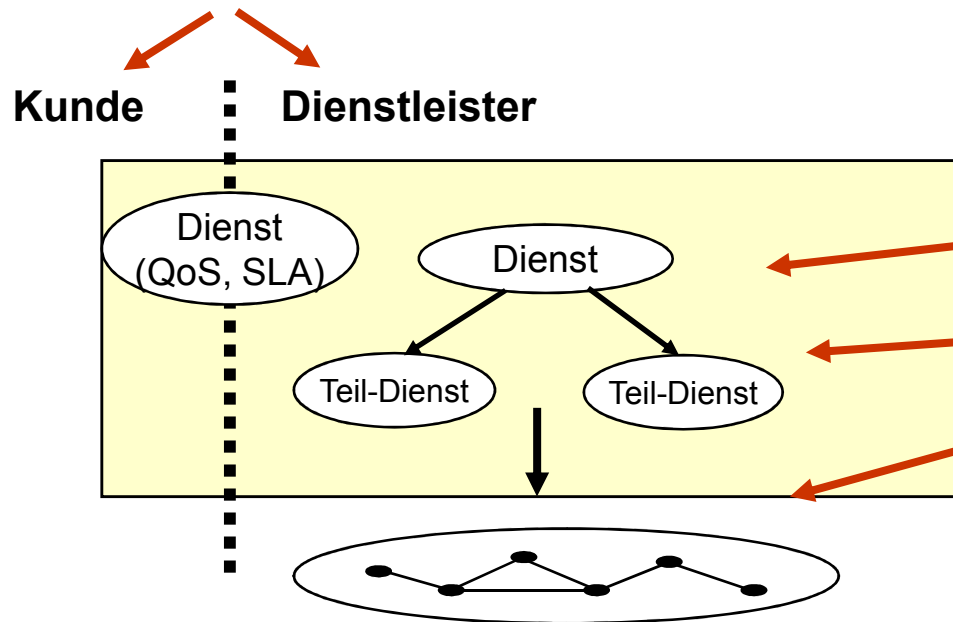 Kunde
Dienstleister
Dienst
(QoS, SLA)
Dienst
Teil-Dienst
Teil-Dienst